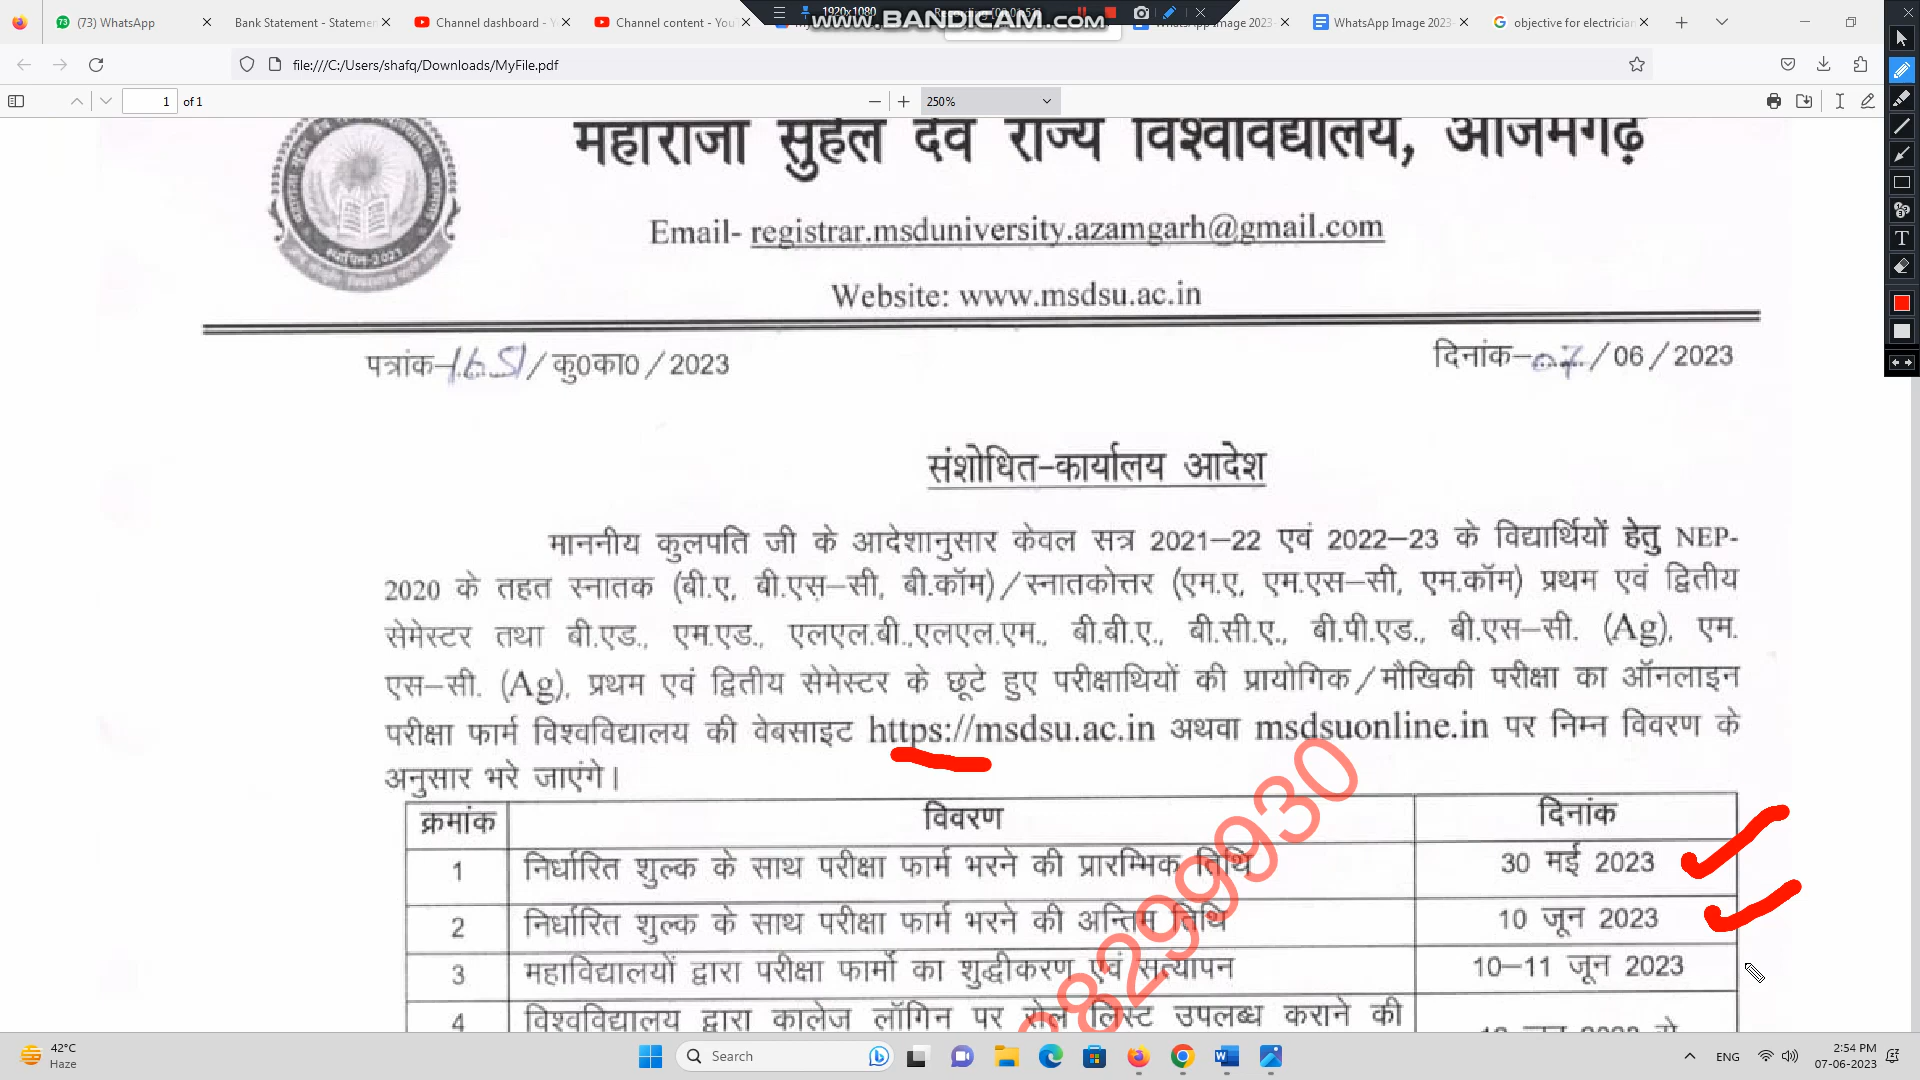 (73) WhatsApp
Bank Statement - Statemen
Channel dashboard - Y
Channel content - YouT
WhatsApp Image 2023-
WhatsApp Image 2023-
objective for electrician
1920x1080
www.BANDICAM.com
file:///C:/Users/shafq/Downloads/MyFile.pdf
1 of 1
250%
महाराजा सुहेल देव राज्य विश्वविद्यालय, आजमगढ़
Email- registrar.msduniversity.azamgarh@gmail.com
Website: www.msdsu.ac.in
पत्रांक-1651/कु0का0/2023
दिनांक-07/06/2023
संशोधित-कार्यालय आदेश
माननीय कुलपति जी के आदेशानुसार केवल सत्र 2021-22 एवं 2022-23 के विद्यार्थियों हेतु NEP-
2020 के तहत स्नातक (बी.ए, बी.एस-सी, बी.कॉम)/स्नातकोत्तर (एम.ए, एम.एस-सी, एम.कॉम) प्रथम एवं द्वितीय
सेमेस्टर तथा बी.एड., एम.एड., एलएल.बी.,एलएल.एम., बी.बी.ए., बी.सी.ए., बी.पी.एड., बी.एस-सी. (Ag), एम.
एस-सी. (Ag), प्रथम एवं द्वितीय सेमेस्टर के छूटे हुए परीक्षाथियों की प्रायोगिक/मौखिकी परीक्षा का ऑनलाइन
परीक्षा फार्म विश्वविद्यालय की वेबसाइट https://msdsu.ac.in अथवा msdsuonline.in पर निम्न विवरण के
अनुसार भरे जाएंगे।
क्रमांक विवरण दिनांक
1 निर्धारित शुल्क के साथ परीक्षा फार्म भरने की प्रारम्भिक तिथि 30 मई 2023
2 निर्धारित शुल्क के साथ परीक्षा फार्म भरने की अन्तिम तिथि 10 जून 2023
3 महाविद्यालयों द्वारा परीक्षा फार्मों का शुद्धीकरण एवं सत्यापन 10-11 जून 2023
4 विश्वविद्यालय द्वारा कालेज लॉगिन पर रोल लिस्ट उपलब्ध कराने की
9830829930
42°C
Haze
Search
ENG
2:54 PM
07-06-2023